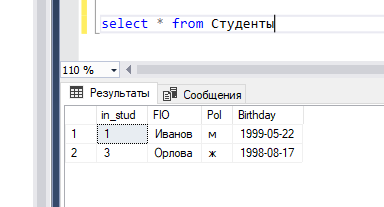 select * from Студенты
110 %
Результаты Сообщения
in_stud FIO Pol Birthday
1 1 Иванов м 1999-05-22
2 3 Орлова ж 1998-08-17